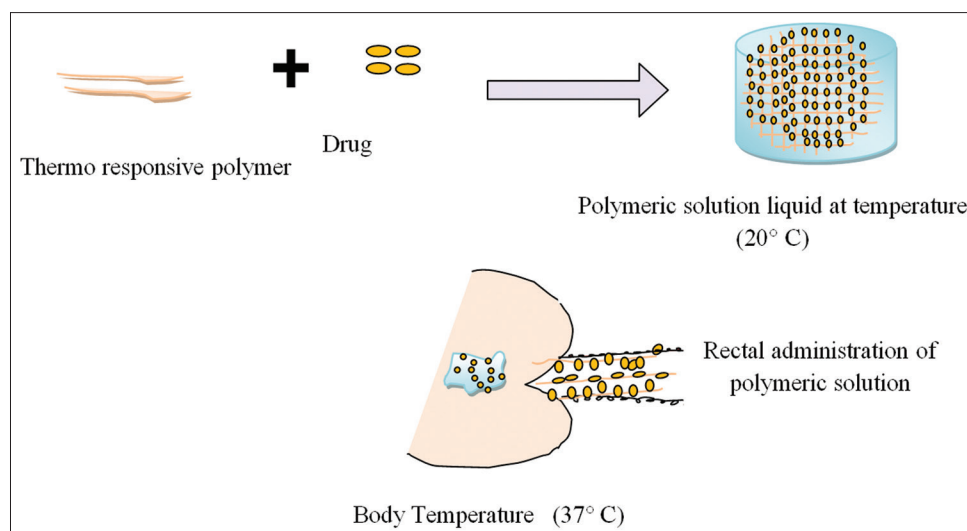 Thermo responsive polymer
Drug
Polymeric solution liquid at temperature
(20° C)
Rectal administration of
polymeric solution
Body Temperature (37° C)